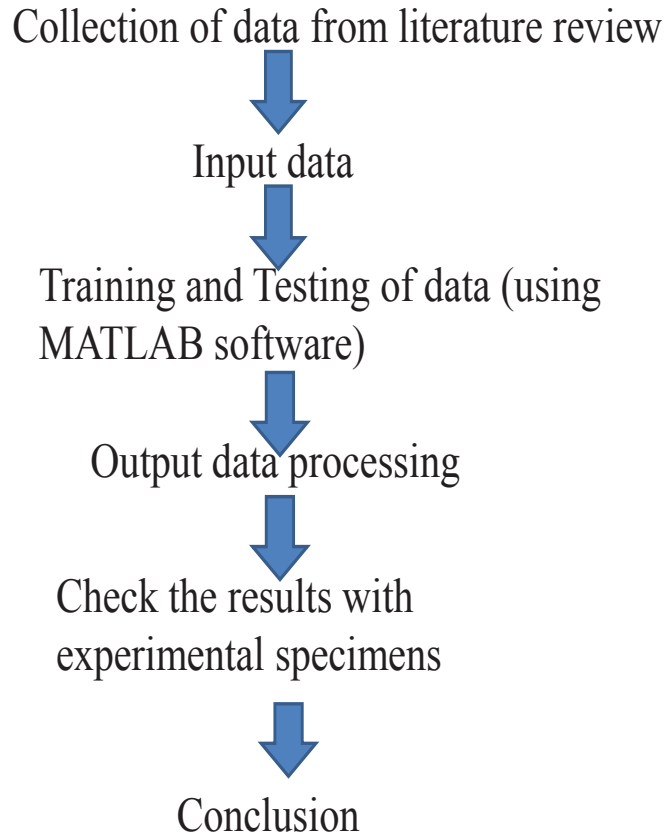 Collection of data from literature review
Input data
Training and Testing of data (using
MATLAB software)
Output data processing
Check the results with
experimental specimens
Conclusion